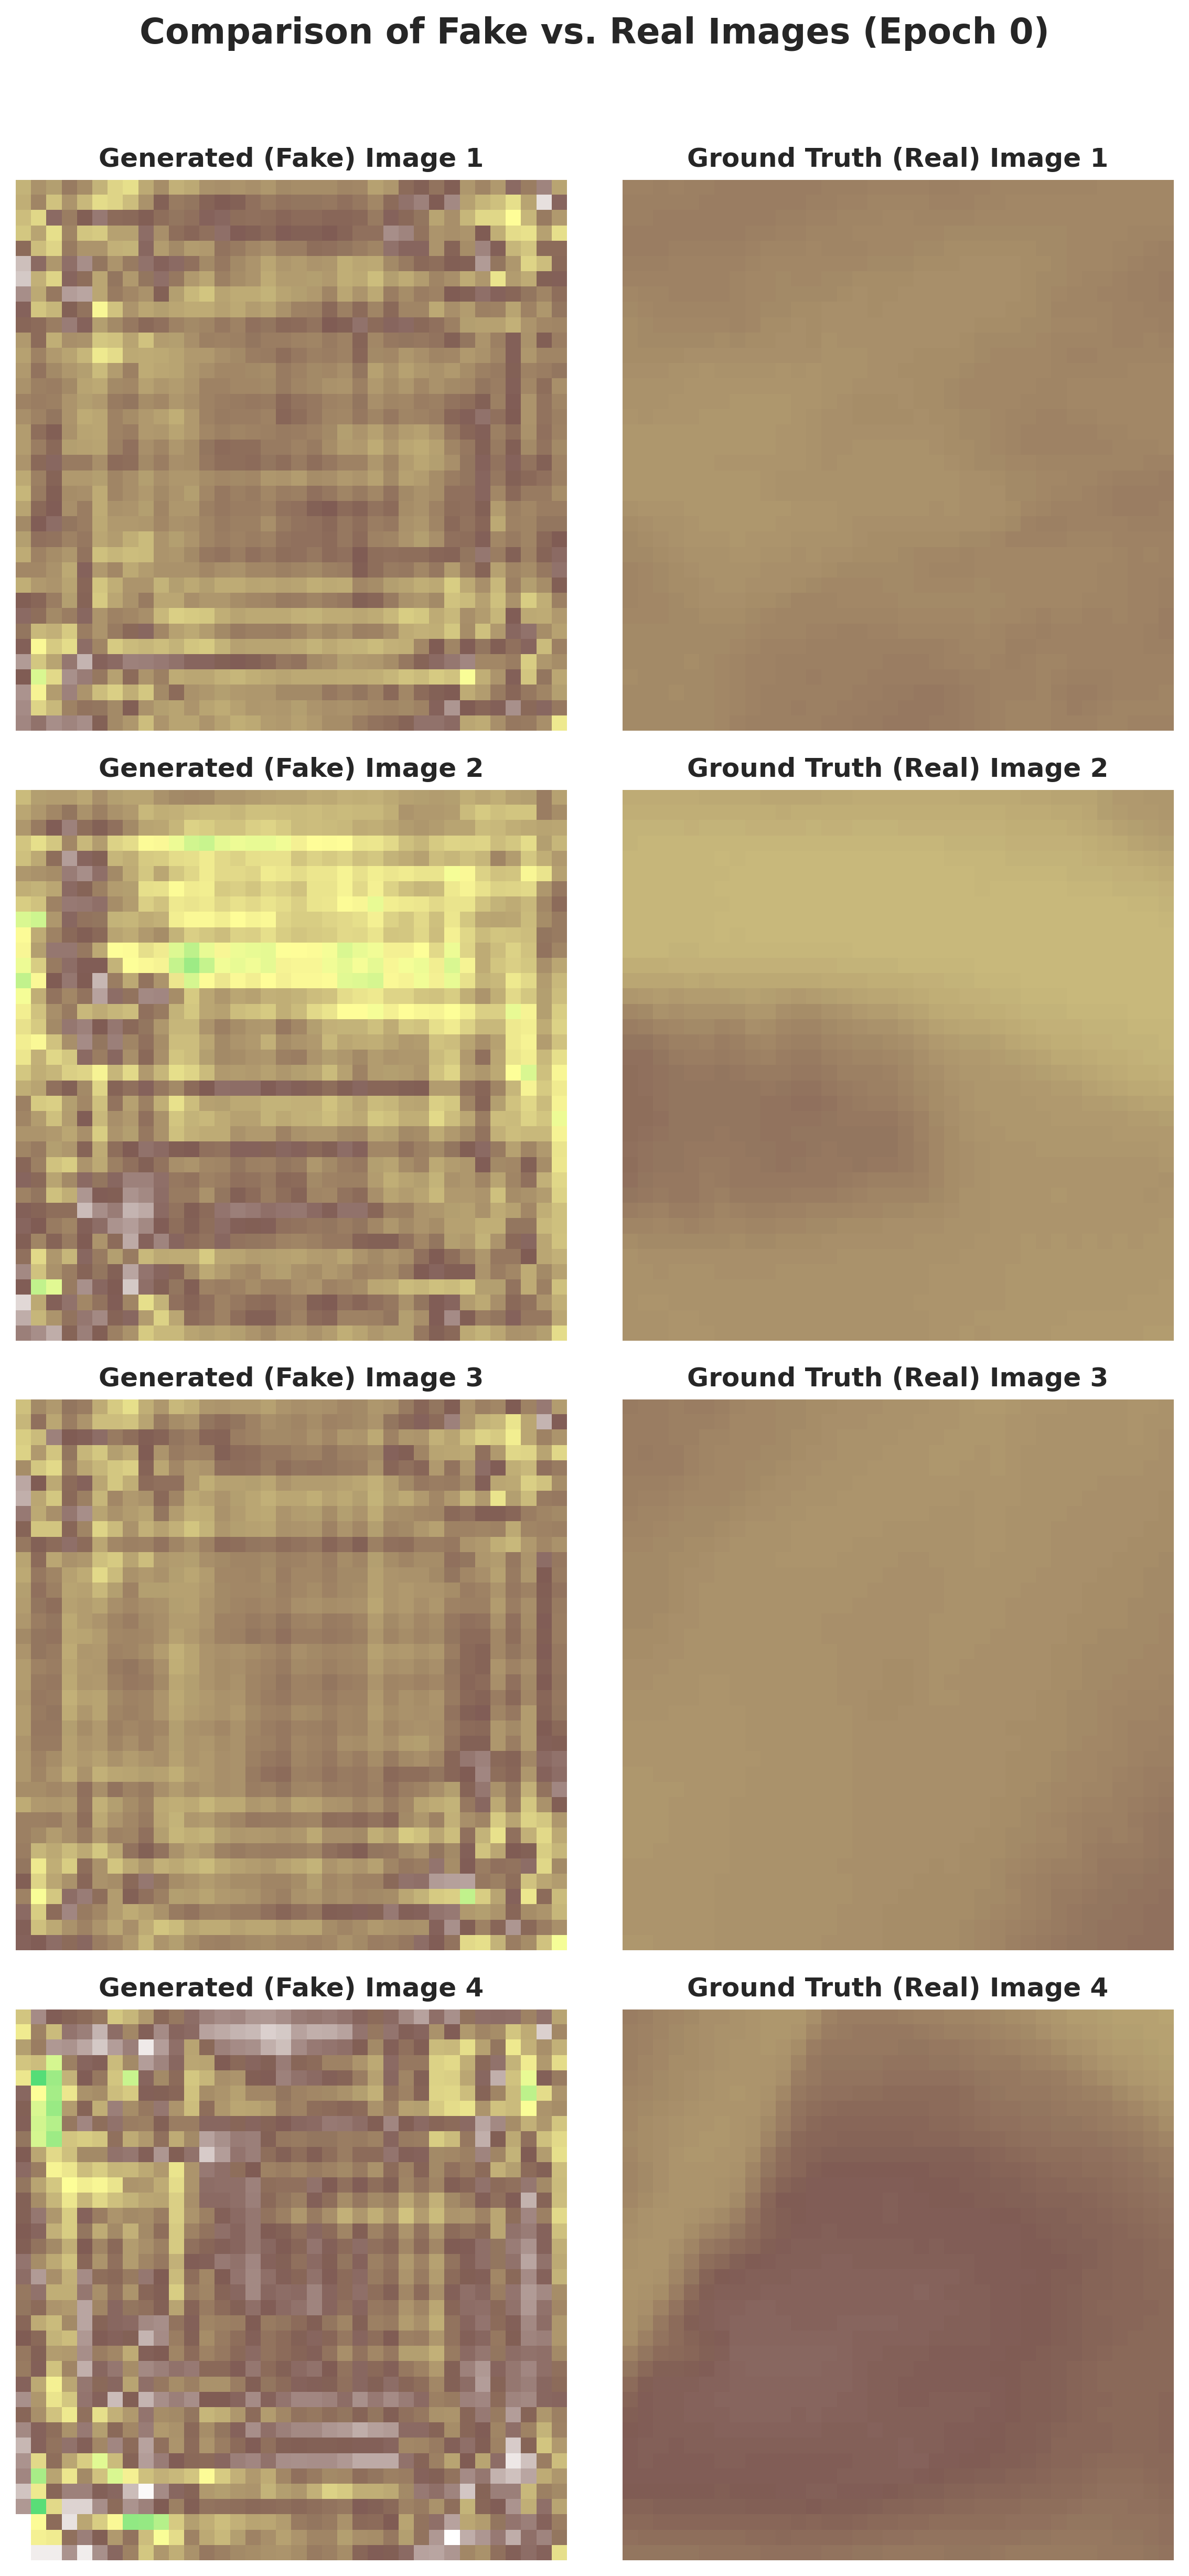 Comparison of Fake vs. Real Images (Epoch 0)
Generated (Fake) Image 1
Ground Truth (Real) Image 1
Generated (Fake) Image 2
Ground Truth (Real) Image 2
Generated (Fake) Image 3
Ground Truth (Real) Image 3
Generated (Fake) Image 4
Ground Truth (Real) Image 4